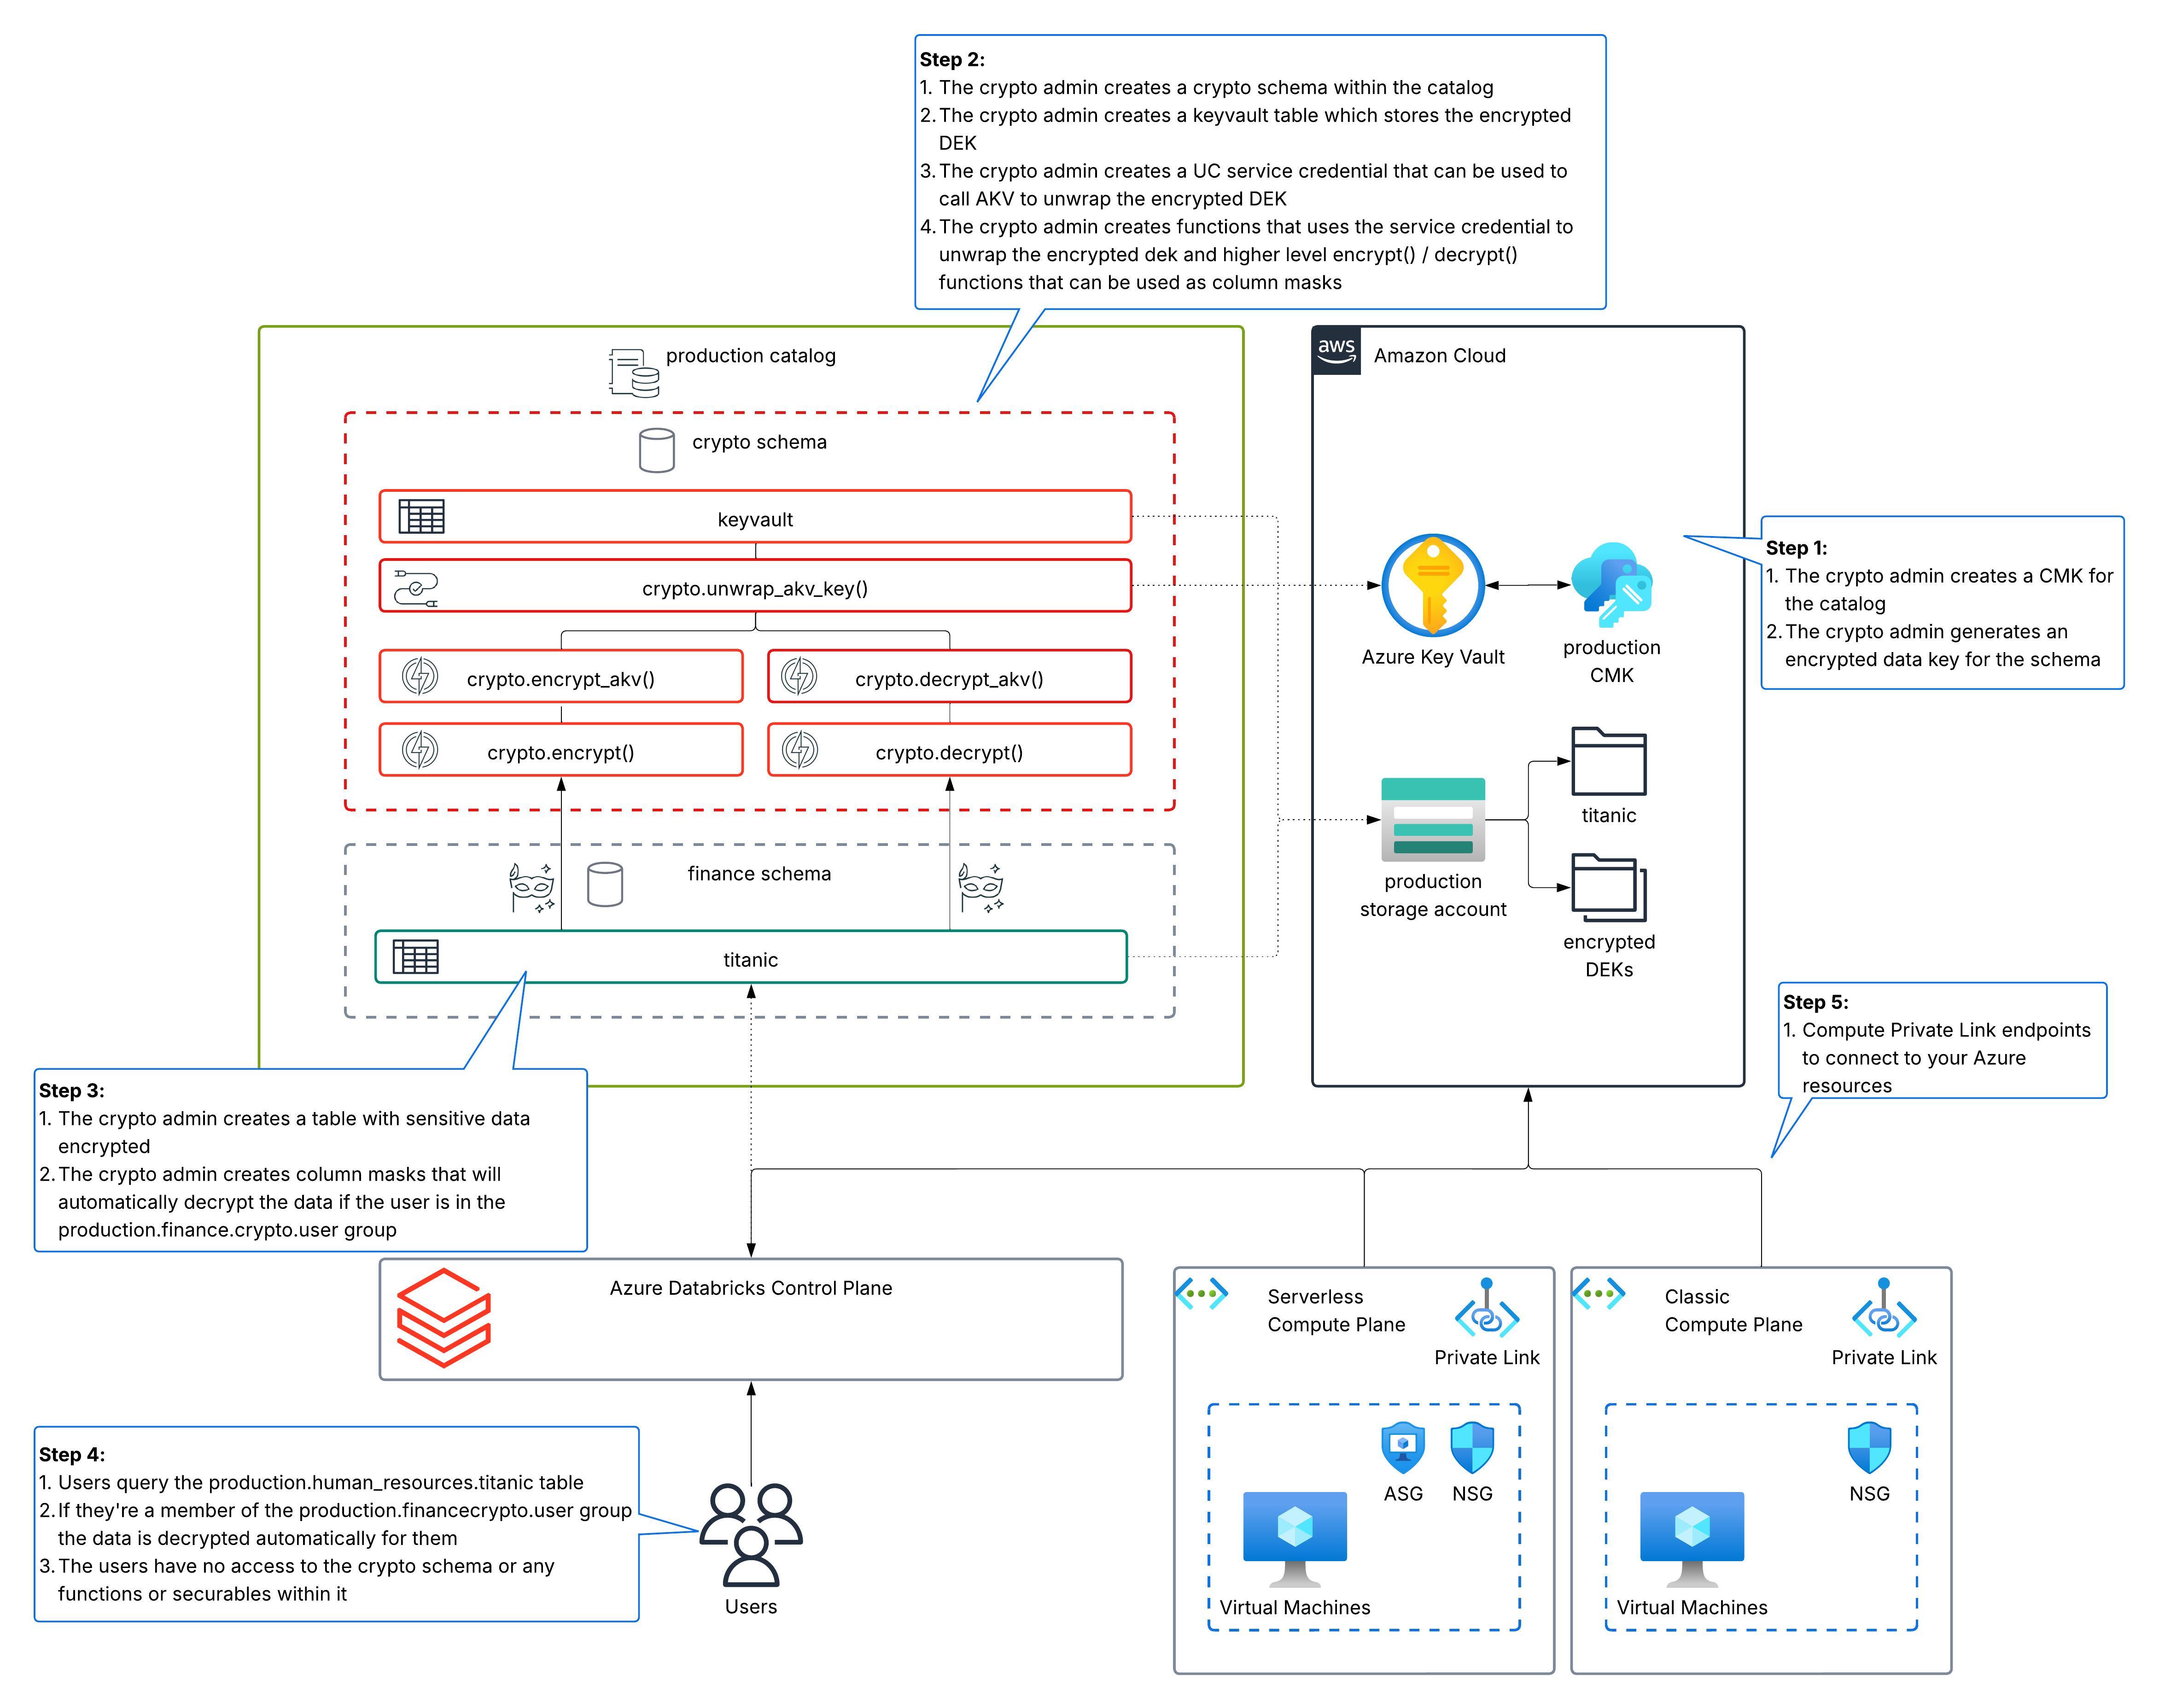 Step 2:
1. The crypto admin creates a crypto schema within the catalog
2. The crypto admin creates a keyvault table which stores the encrypted
DEK
3. The crypto admin creates a UC service credential that can be used to
call AKV to unwrap the encrypted DEK
4. The crypto admin creates functions that uses the service credential to
unwrap the encrypted dek and higher level encrypt() / decrypt()
functions that can be used as column masks
production catalog
crypto schema
keyvault
crypto.unwrap_akv_key()
crypto.encrypt_akv()
crypto.decrypt_akv()
crypto.encrypt()
crypto.decrypt()
finance schema
titanic
aws
Amazon Cloud
Azure Key Vault
production
CMK
production
storage account
titanic
encrypted
DEKs
Step 1:
1. The crypto admin creates a CMK for
the catalog
2. The crypto admin generates an
encrypted data key for the schema
Step 5:
1. Compute Private Link endpoints
to connect to your Azure
resources
Step 3:
1. The crypto admin creates a table with sensitive data
encrypted
2. The crypto admin creates column masks that will
automatically decrypt the data if the user is in the
production.finance.crypto.user group
Azure Databricks Control Plane
Serverless
Compute Plane
Private Link
ASG
NSG
Virtual Machines
Classic
Compute Plane
Private Link
NSG
Virtual Machines
Step 4:
1. Users query the production.human_resources.titanic table
2. If they're a member of the production.financecrypto.user group
the data is decrypted automatically for them
3. The users have no access to the crypto schema or any
functions or securables within it
Users